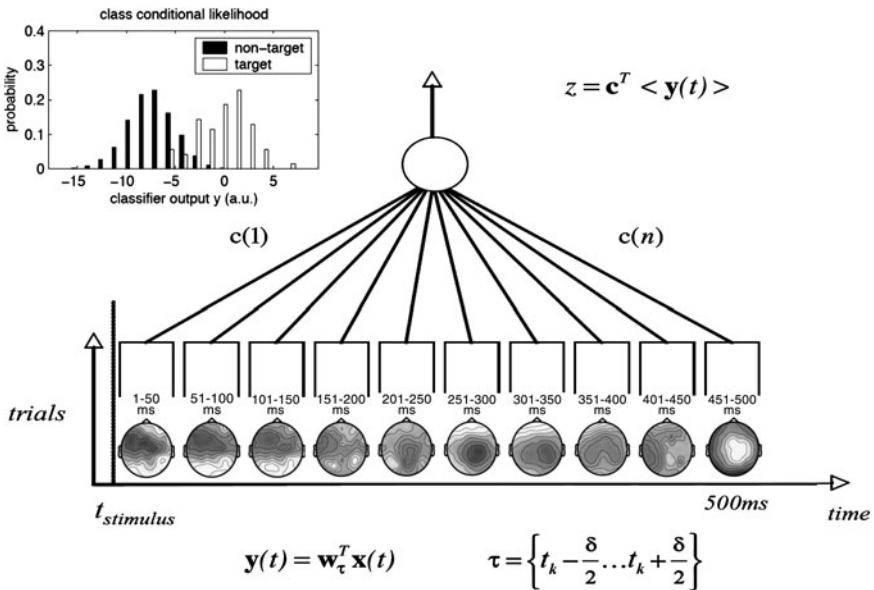 class conditional likelihood
0.4
0.3
0.2
0.1
0
probability
non-target
target
−15 −10 −5 0 5
classifier output y (a.u.)
z = c^T < y(t) >
c(1)
c(n)
trials
1-50 ms
51-100 ms
101-150 ms
151-200 ms
201-250 ms
251-300 ms
301-350 ms
351-400 ms
401-450 ms
451-500 ms
t_stimulus
500ms
time
y(t) = w_τ^T x(t)
τ = { t_k − δ/2 ... t_k + δ/2 }